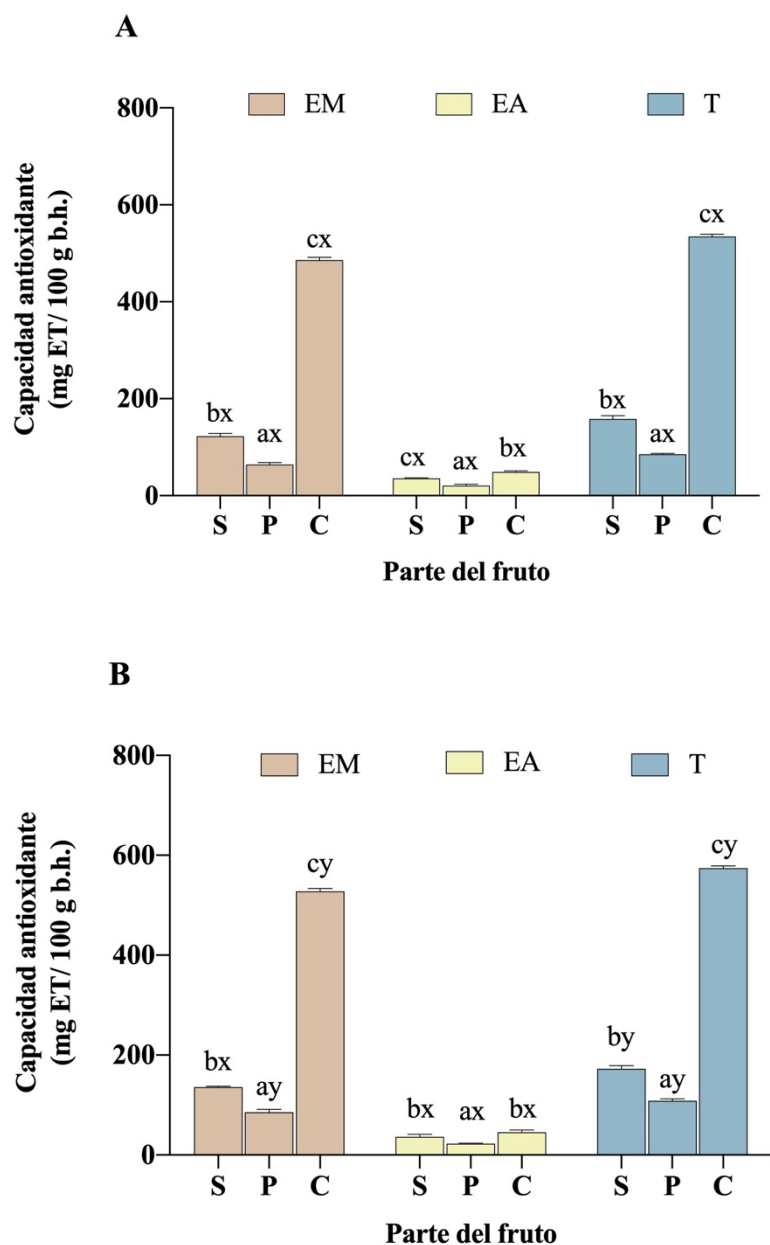 A
EM EA T
800
600
400
200
0
Capacidad antioxidante
(mg ET/ 100 g b.h.)
bx ax cx cx ax bx bx ax cx
S P C S P C S P C
Parte del fruto
B
EM EA T
800
600
400
200
0
Capacidad antioxidante
(mg ET/ 100 g b.h.)
bx ay cy bx ax bx by ay cy
S P C S P C S P C
Parte del fruto